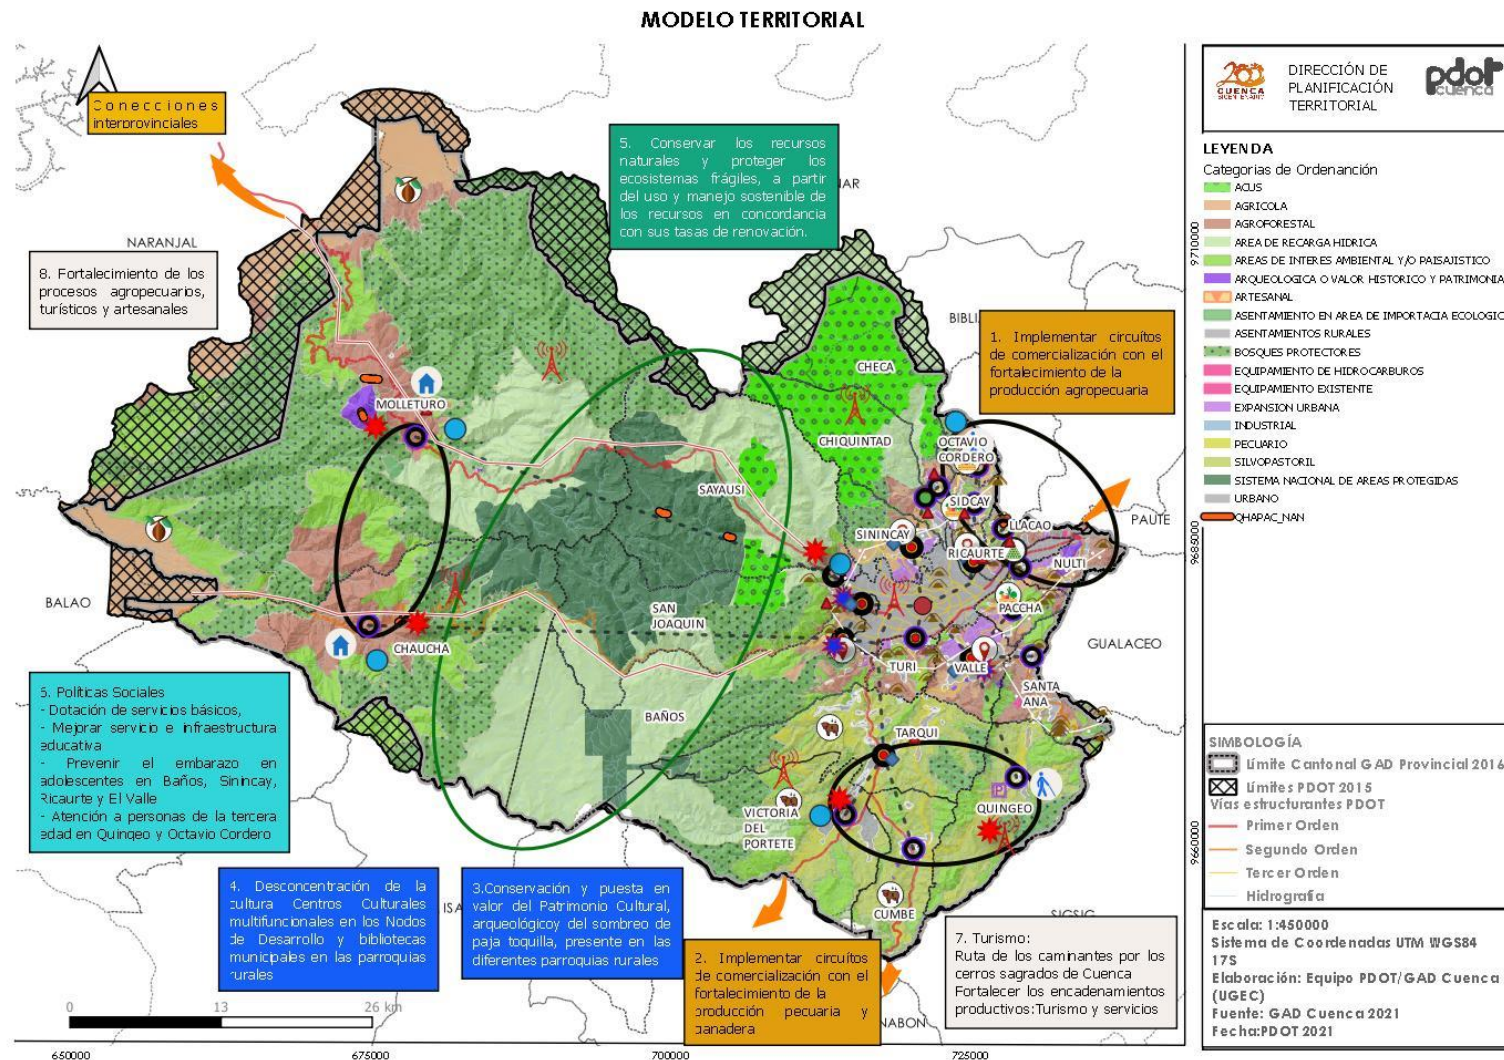 MODELO TERRITORIAL
Conecciones
interprovinciales
NARANJAL
8. Fortalecimiento de los
procesos agropecuarios,
turísticos y artesanales
5. Conservar los recursos
naturales y proteger los
ecosistemas frágiles, a partir
del uso y manejo sostenible de
los recursos en concordancia
con sus tasas de renovación.
1. Implementar circuítos
de comercialización con el
fortalecimiento de la
producción agropecuaria
CHECA
MOLLETURO
CHIQUINTAD
OCTAVIO
CORDERO
SAYAUSI
SIDCAY
LLACAO
PAUTE
SININCAY
RICAURTE
NULTI
BALAO
SAN
JOAQUIN
PACCHA
GUALACEO
CHAUCHA
TURI
VALLE
SANTA
ANA
BAÑOS
TARQUI
VICTORIA
DEL
PORTETE
QUINGEO
CUMBE
SIGSIG
NABON
5. Políticas Sociales
- Dotación de servicios básicos,
- Mejorar servicio e infraestructura
educativa
- Prevenir el embarazo en
adolescentes en Baños, Sinincay,
Ricaurte y El Valle
- Atención a personas de la tercera
edad en Quinqeo y Octavio Cordero
4. Desconcentración de la
cultura Centros Culturales
multifuncionales en los Nodos
de Desarrollo y bibliotecas
municipales en las parroquias
rurales
3.Conservación y puesta en
valor del Patrimonio Cultural,
arqueológicoy del sombreo de
paja toquilla, presente en las
diferentes parroquias rurales
2. Implementar circuítos
de comercialización con el
fortalecimiento de la
producción pecuaria y
ganadera
7. Turismo:
Ruta de los caminantes por los
cerros sagrados de Cuenca
Fortalecer los encadenamientos
productivos:Turismo y servicios
0 13 26 km
650000 675000 700000 725000
9710000
9685000
9660000
200
CUENCA
BICENTENARIO
DIRECCIÓN DE
PLANIFICACIÓN
TERRITORIAL
pdot
cuenca
LEYENDA
Categorias de Ordenanción
ACUS
AGRICOLA
AGROFORESTAL
AREA DE RECARGA HIDRICA
AREAS DE INTERES AMBIENTAL Y/O PAISAJISTICO
ARQUEOLOGICA O VALOR HISTORICO Y PATRIMONIA
ARTESANAL
ASENTAMIENTO EN AREA DE IMPORTACIA ECOLOGIC
ASENTAMIENTOS RURALES
BOSQUES PROTECTORES
EQUIPAMIENTO DE HIDROCARBUROS
EQUIPAMIENTO EXISTENTE
EXPANSION URBANA
INDUSTRIAL
PECUARIO
SILVOPASTORIL
SISTEMA NACIONAL DE AREAS PROTEGIDAS
URBANO
QHAPAC_NAN
SIMBOLOGÍA
Límite Cantonal GAD Provincial 2016
Límites PDOT 2015
Vías estructurantes PDOT
Primer Orden
Segundo Orden
Tercer Orden
Hidrografía
Escala: 1:450000
Sistema de Coordenadas UTM WGS84
17S
Elaboración: Equipo PDOT/GAD Cuenca
(UGEC)
Fuente: GAD Cuenca 2021
Fecha:PDOT 2021